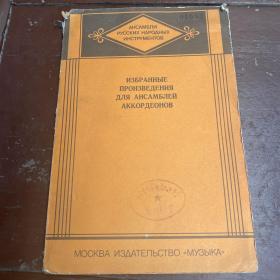 АНСАМБЛИ
РУССКИХ НАРОДНЫХ
ИНСТРУМЕНТОВ
ИЗБРАННЫЕ
ПРОИЗВЕДЕНИЯ
ДЛЯ АНСАМБЛЕЙ
АККОРДЕОНОВ
МОСКВА ИЗДАТЕЛЬСТВО «МУЗЫКА»